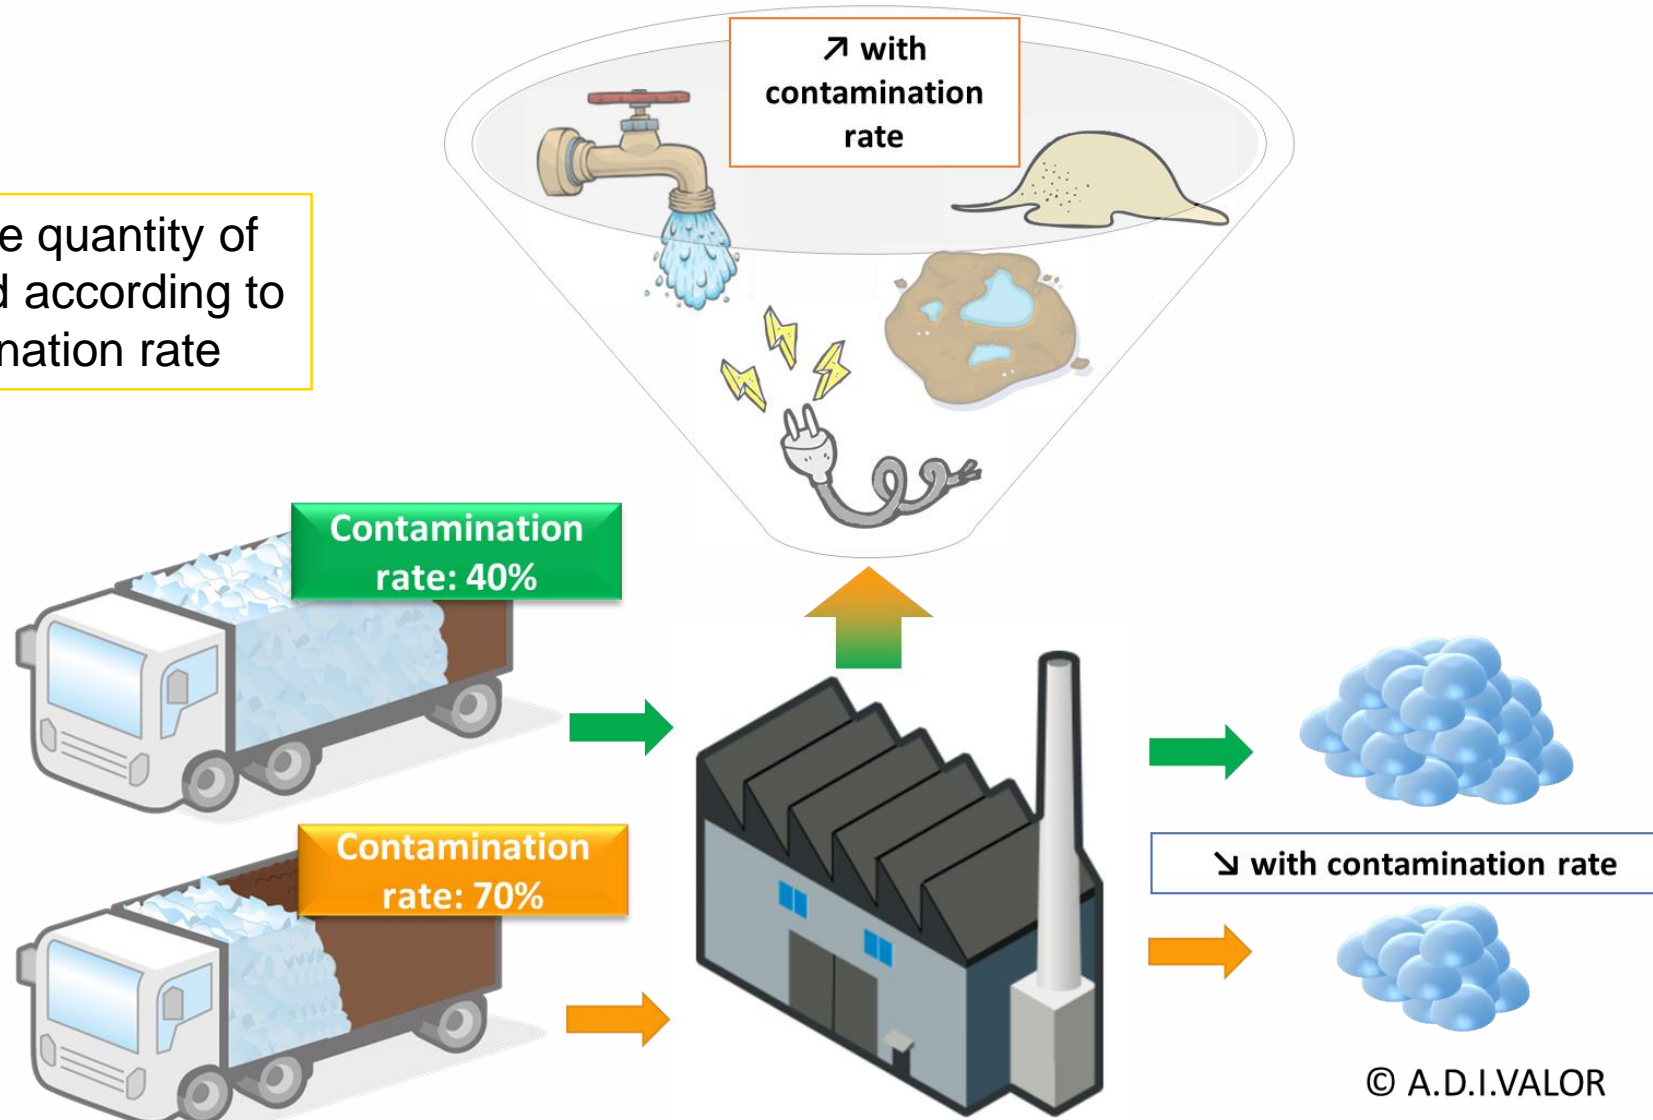 ↗ with
contamination
rate
e quantity of
d according to
nation rate
Contamination
rate: 40%
Contamination
rate: 70%
↘ with contamination rate
© A.D.I.VALOR